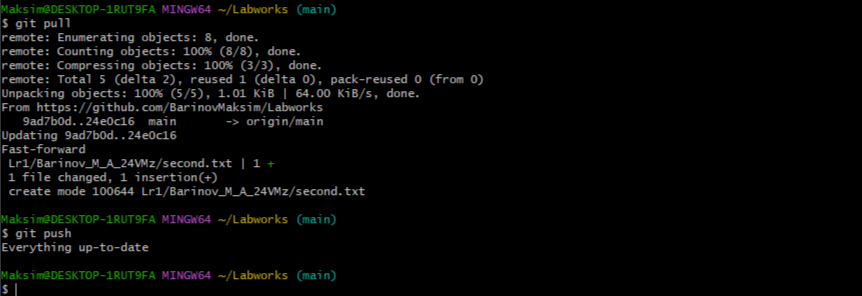 Maksim@DESKTOP-1RUT9FA MINGW64 ~/Labworks (main)
$ git pull
remote: Enumerating objects: 8, done.
remote: Counting objects: 100% (8/8), done.
remote: Compressing objects: 100% (3/3), done.
remote: Total 5 (delta 2), reused 1 (delta 0), pack-reused 0 (from 0)
Unpacking objects: 100% (5/5), 1.01 KiB | 64.00 KiB/s, done.
From https://github.com/BarinovMaksim/Labworks
   9ad7b0d..24e0c16  main       -> origin/main
Updating 9ad7b0d..24e0c16
Fast-forward
 Lr1/Barinov_M_A_24VMz/second.txt | 1 +
 1 file changed, 1 insertion(+)
 create mode 100644 Lr1/Barinov_M_A_24VMz/second.txt
Maksim@DESKTOP-1RUT9FA MINGW64 ~/Labworks (main)
$ git push
Everything up-to-date
Maksim@DESKTOP-1RUT9FA MINGW64 ~/Labworks (main)
$